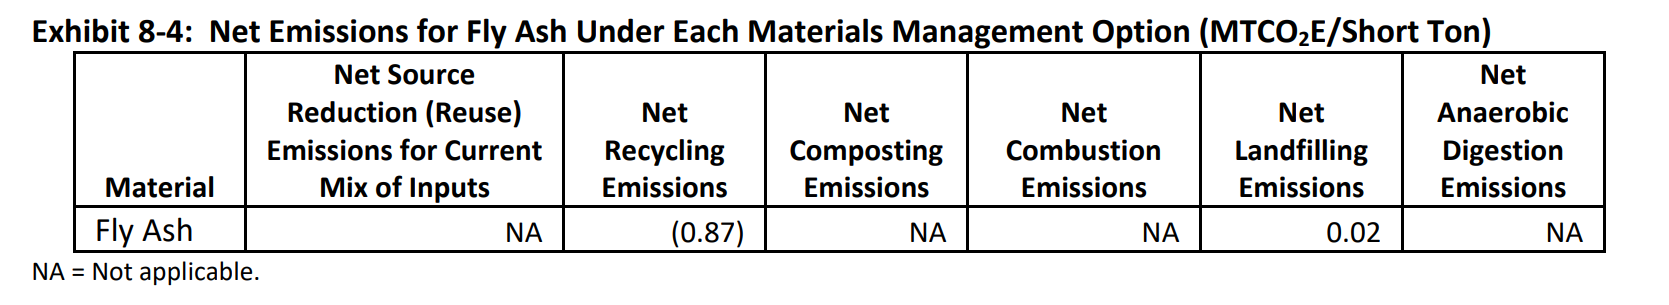 Exhibit 8-4: Net Emissions for Fly Ash Under Each Materials Management Option (MTCO₂E/Short Ton)
Material
Net Source
Reduction (Reuse)
Emissions for Current
Mix of Inputs
Net
Recycling
Emissions
Net
Composting
Emissions
Net
Combustion
Emissions
Net
Landfilling
Emissions
Net
Anaerobic
Digestion
Emissions
Fly Ash NA (0.87) NA NA 0.02 NA
NA = Not applicable.